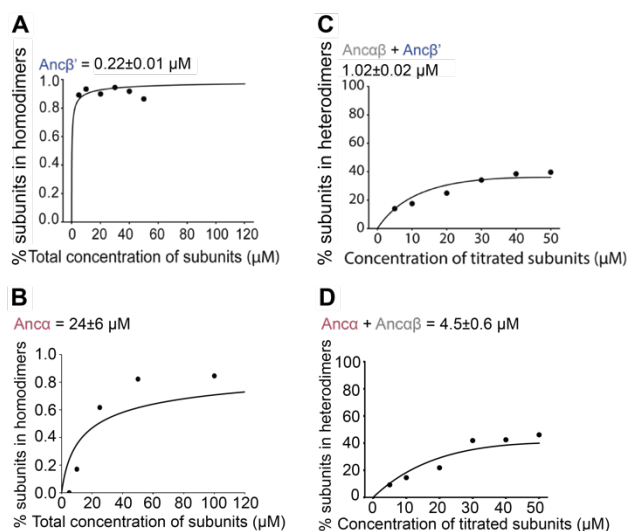 A
Ancβ' = 0.22±0.01 µM
% subunits in homodimers
1.0
0.8
0.6
0.4
0.2
0.0
0 20 40 60 80 100 120
Total concentration of subunits (µM)
B
Ancα = 24±6 µM
% subunits in homodimers
1.0
0.8
0.6
0.4
0.2
0.0
0 20 40 60 80 100 120
Total concentration of subunits (µM)
C
Ancαβ + Ancβ'
1.02±0.02 µM
% subunits in heterodimers
100
80
60
40
20
0
0 10 20 30 40 50
Concentration of titrated subunits (µM)
D
Ancα + Ancαβ = 4.5±0.6 µM
% subunits in heterodimers
100
80
60
40
20
0
0 10 20 30 40 50
Concentration of titrated subunits (µM)